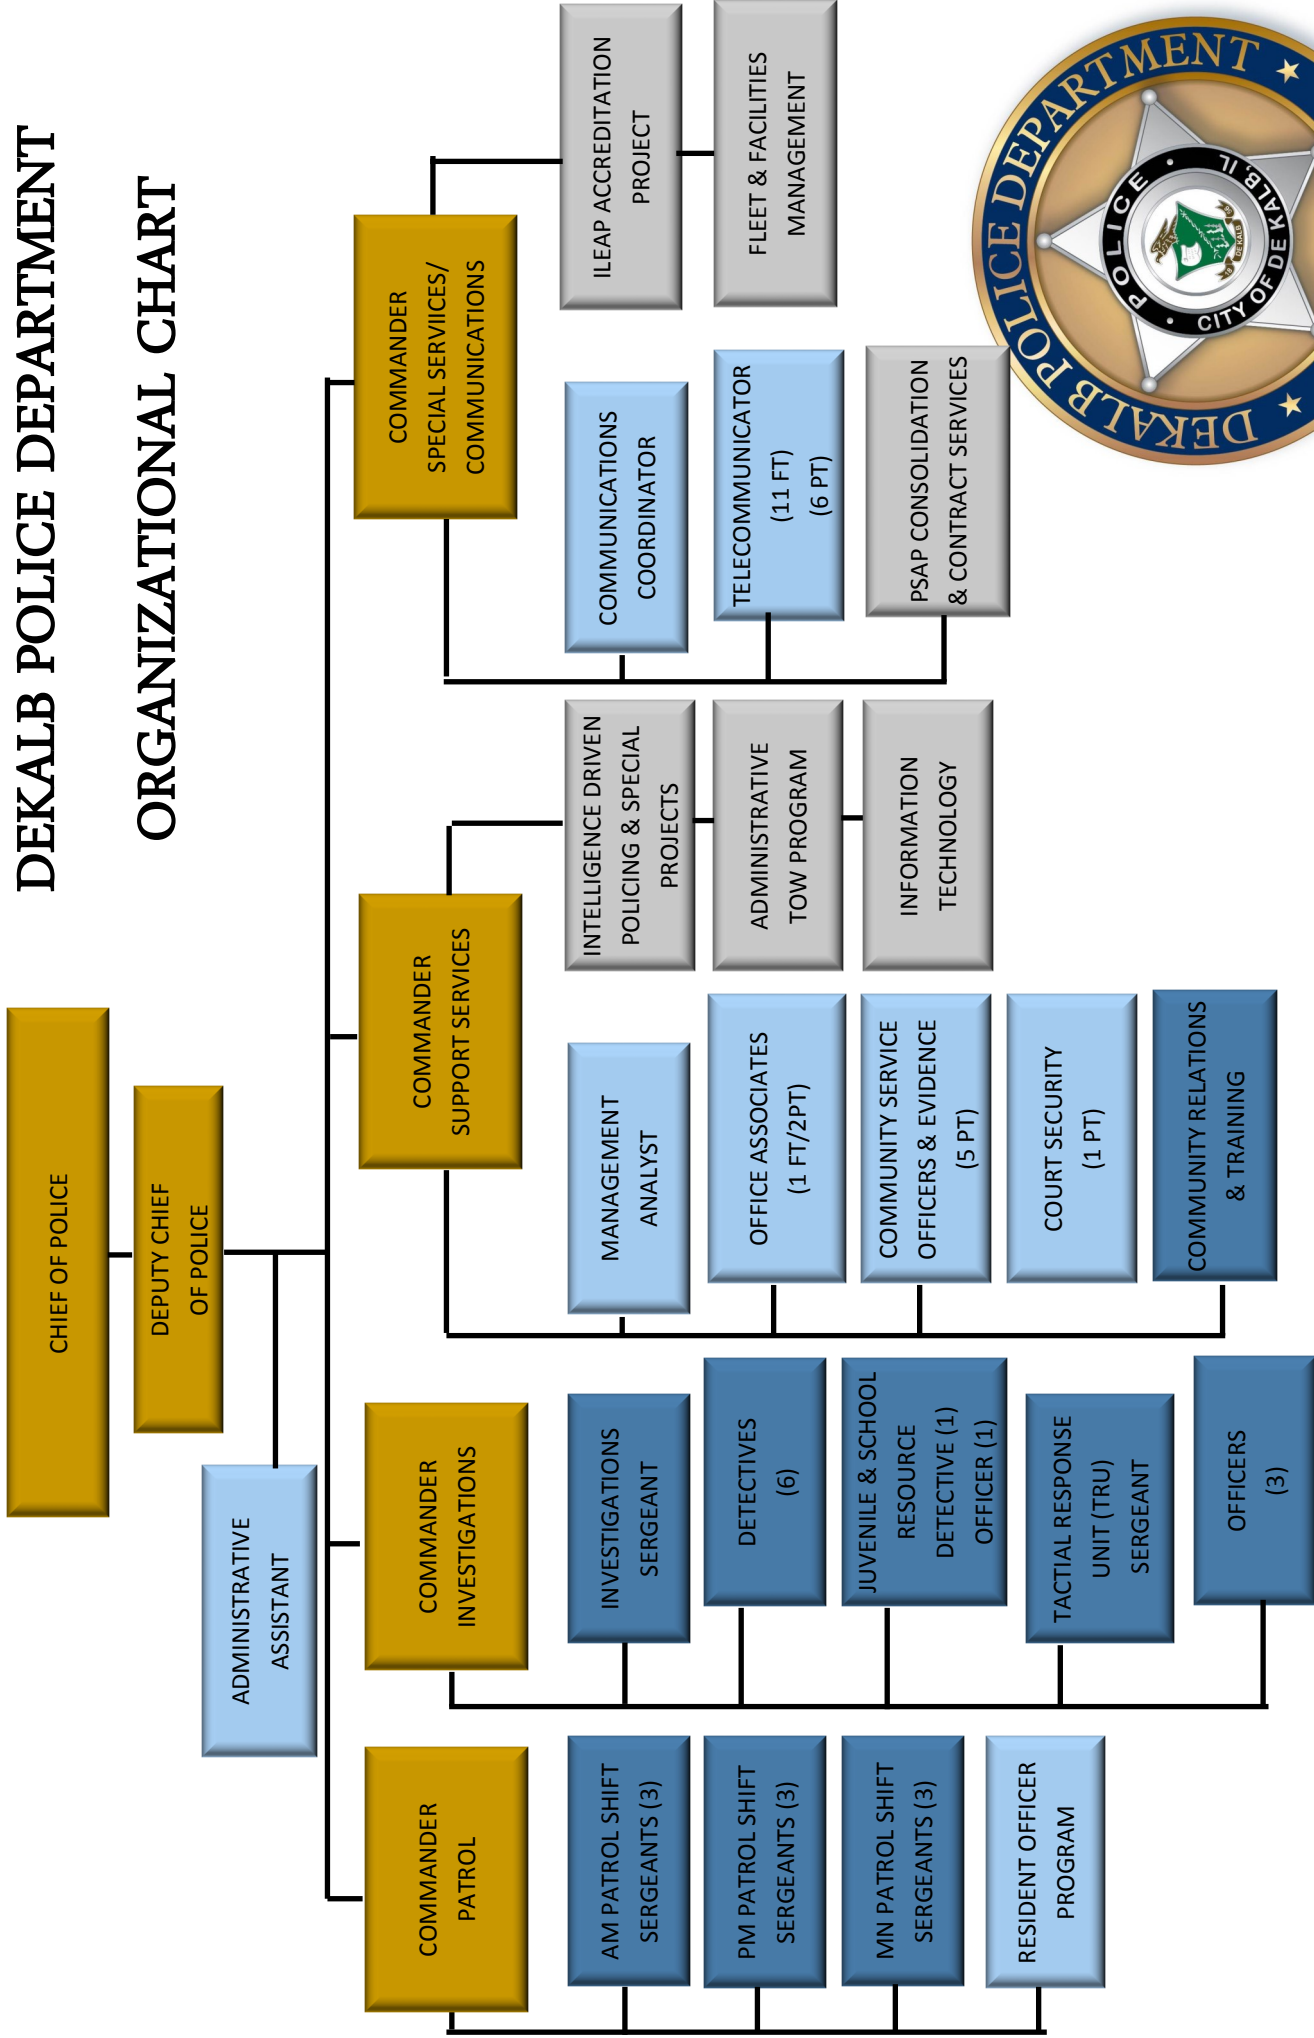 DEKALB POLICE DEPARTMENT
ORGANIZATIONAL CHART
CHIEF OF POLICE
DEPUTY CHIEF
OF POLICE
ADMINISTRATIVE
ASSISTANT
COMMANDER
PATROL
AM PATROL SHIFT
SERGEANTS (3)
PM PATROL SHIFT
SERGEANTS (3)
MN PATROL SHIFT
SERGEANTS (3)
RESIDENT OFFICER
PROGRAM
COMMANDER
INVESTIGATIONS
INVESTIGATIONS
SERGEANT
DETECTIVES
(6)
JUVENILE & SCHOOL
RESOURCE
DETECTIVE (1)
OFFICER (1)
TACTIAL RESPONSE
UNIT (TRU)
SERGEANT
OFFICERS
(3)
COMMANDER
SUPPORT SERVICES
MANAGEMENT
ANALYST
OFFICE ASSOCIATES
(1 FT/2PT)
COMMUNITY SERVICE
OFFICERS & EVIDENCE
(5 PT)
COURT SECURITY
(1 PT)
COMMUNITY RELATIONS
& TRAINING
INTELLIGENCE DRIVEN
POLICING & SPECIAL
PROJECTS
ADMINISTRATIVE
TOW PROGRAM
INFORMATION
TECHNOLOGY
COMMANDER
SPECIAL SERVIICES/
COMMUNICATIONS
COMMUNICATIONS
COORDINATOR
TELECOMMUNICATOR
(11 FT)
(6 PT)
PSAP CONSOLIDATION
& CONTRACT SERVICES
ILEAP ACCREDITATION
PROJECT
FLEET & FACILITIES
MANAGEMENT
DEKALB POLICE DEPARTMENT
POLICE
CITY OF DE KALB, IL
18 DE KALB 56